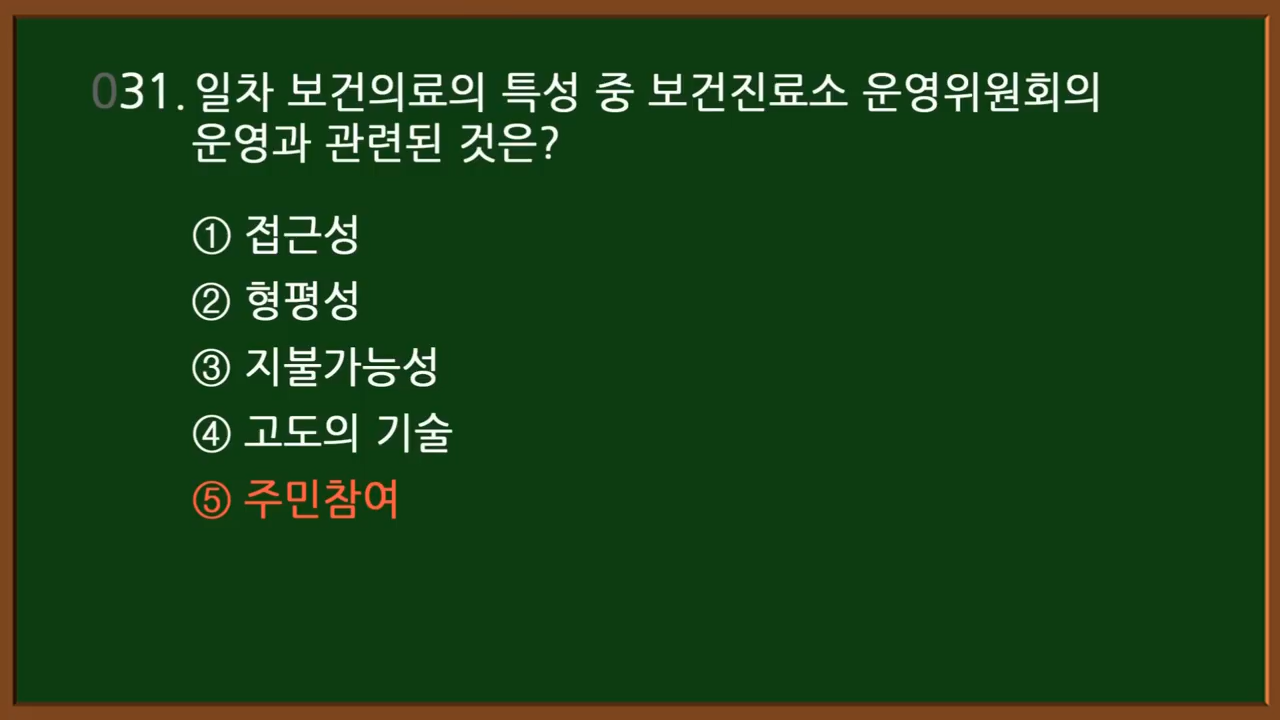 031. 일차 보건의료의 특성 중 보건진료소 운영위원회의
운영과 관련된 것은?
① 접근성
② 형평성
③ 지불가능성
④ 고도의 기술
⑤ 주민참여